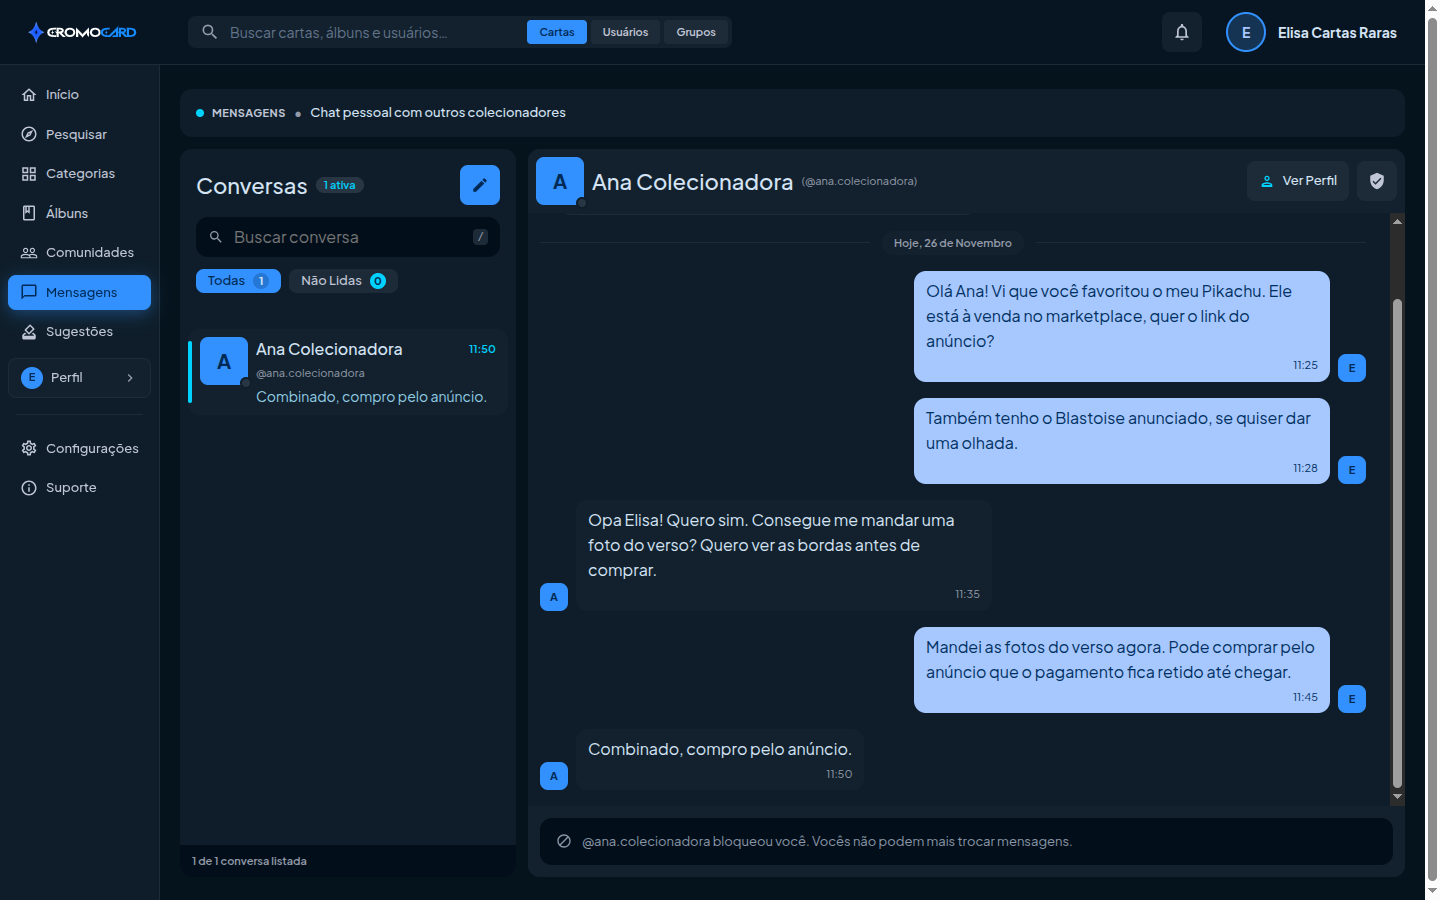 CROMOCARD
Buscar cartas, álbuns e usuários...
Cartas
Usuários
Grupos
E
Elisa Cartas Raras
Início
Pesquisar
Categorias
Álbuns
Comunidades
Mensagens
Sugestões
E
Perfil
Configurações
Suporte
MENSAGENS
Chat pessoal com outros colecionadores
Conversas
1 ativa
Buscar conversa
/
Todas 1
Não Lidas 0
A
Ana Colecionadora
11:50
@ana.colecionadora
Combinado, compro pelo anúncio.
1 de 1 conversa listada
A
Ana Colecionadora
(@ana.colecionadora)
Ver Perfil
Hoje, 26 de Novembro
Olá Ana! Vi que você favoritou o meu Pikachu. Ele
está à venda no marketplace, quer o link do
anúncio?
11:25
E
Também tenho o Blastoise anunciado, se quiser dar
uma olhada.
11:28
E
Opa Elisa! Quero sim. Consegue me mandar uma
foto do verso? Quero ver as bordas antes de
comprar.
11:35
A
Mandei as fotos do verso agora. Pode comprar pelo
anúncio que o pagamento fica retido até chegar.
11:45
E
Combinado, compro pelo anúncio.
11:50
A
@ana.colecionadora bloqueou você. Vocês não podem mais trocar mensagens.